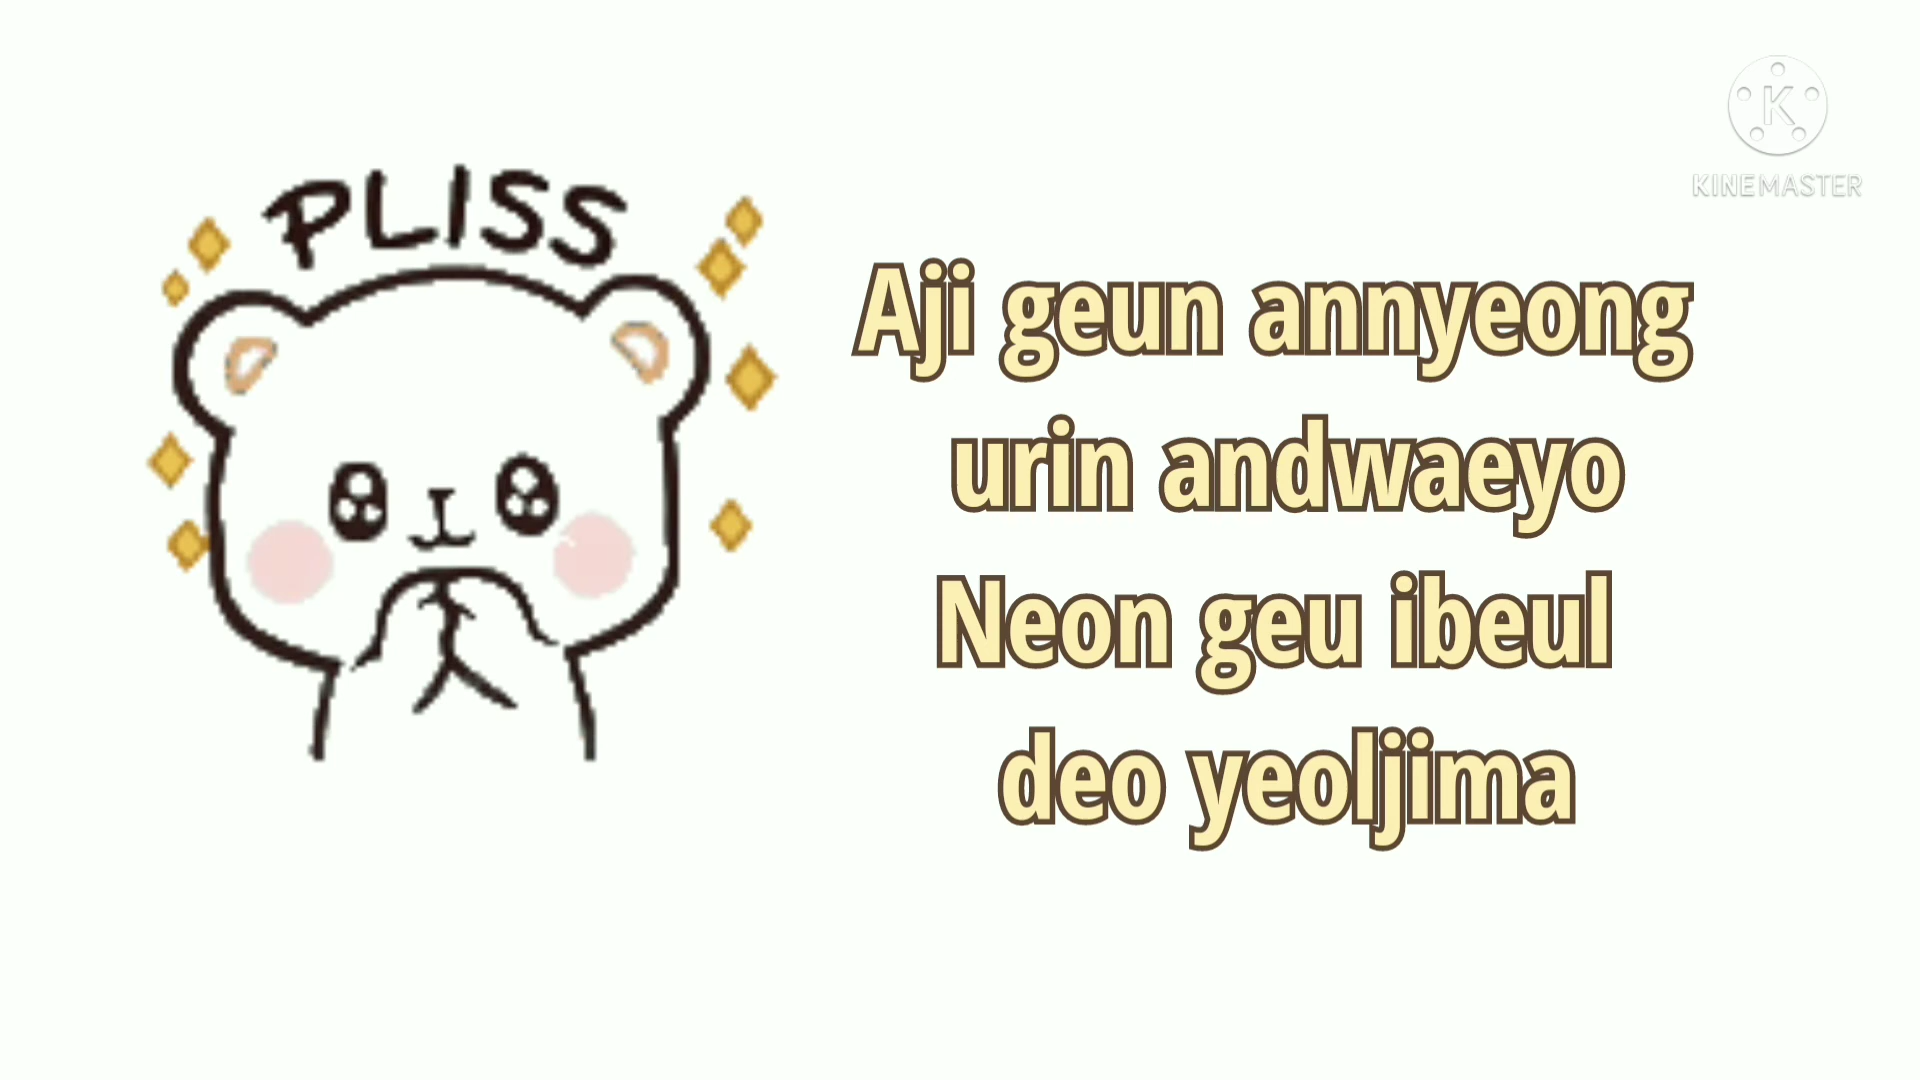 PLISS
K
KINEMASTER
Aji geun annyeong
urin andwaeyo
Neon geu ibeul
deo yeoljima